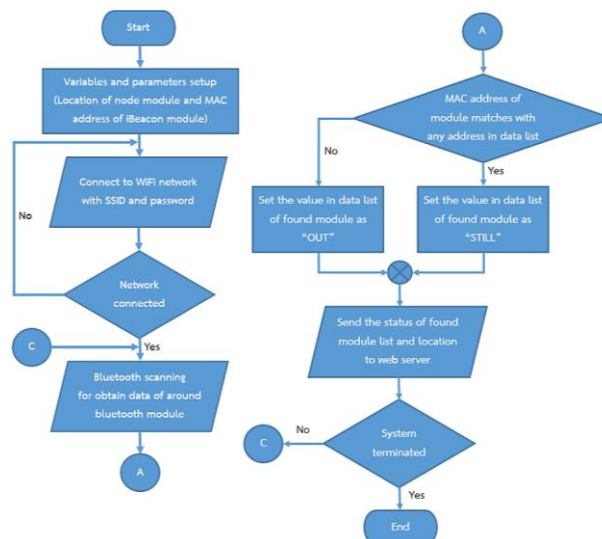 Start
Variables and parameters setup
(Location of node module and MAC
address of iBeacon module)
Connect to WiFi network
with SSID and password
No
Network
connected
C
Yes
Bluetooth scanning
for obtain data of around
bluetooth module
A
A
MAC address of
module matches with
any address in data list
No
Yes
Set the value in data list
of found module as
"OUT"
Set the value in data list
of found module as
"STILL"
Send the status of found
module list and location
to web server
No
C
System
terminated
Yes
End